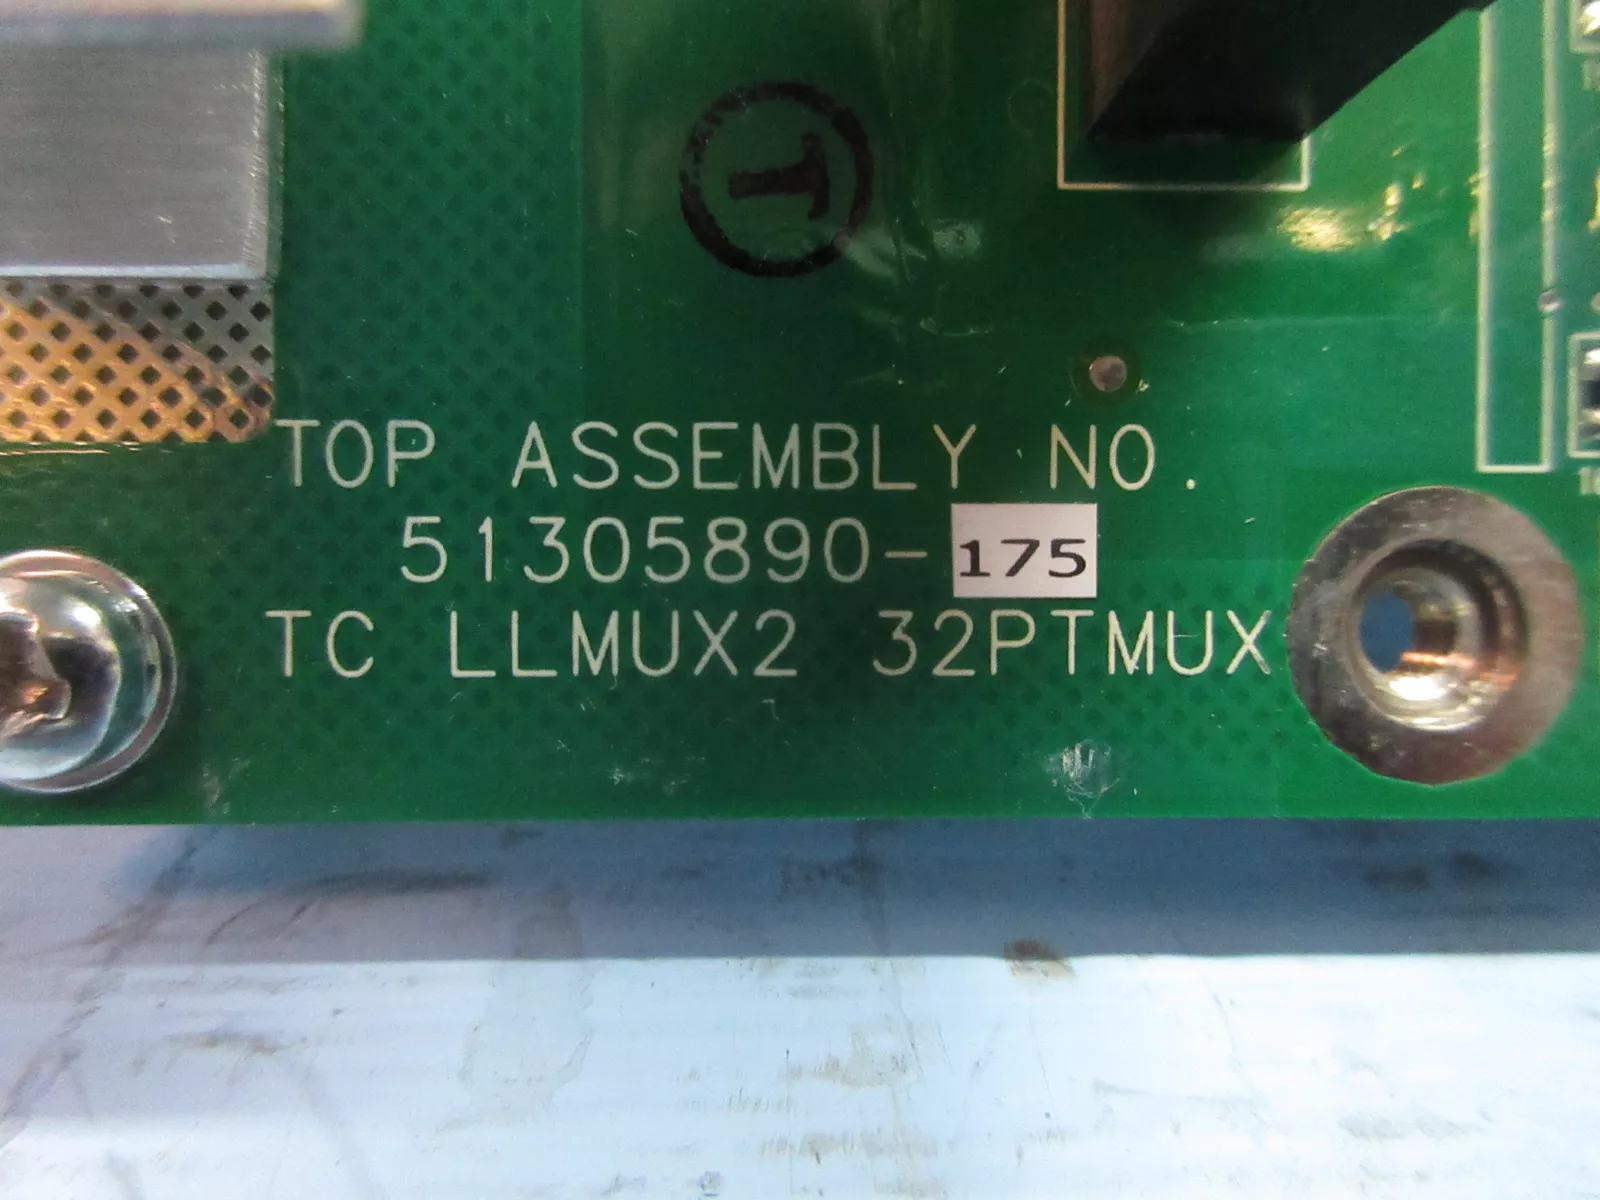 T
TOP ASSEMBLY NO.
51305890-175
TC LLMUX2 32PTMUX